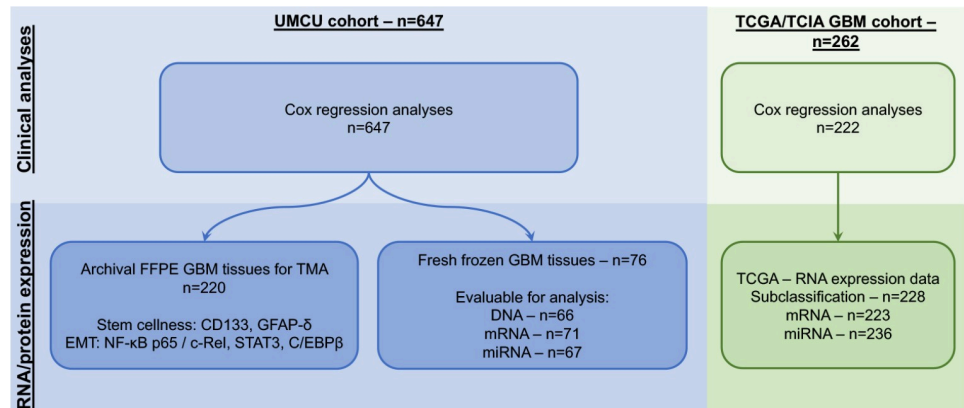 UMCU cohort – n=647
TCGA/TCIA GBM cohort –
n=262
Clinical analyses
Cox regression analyses
n=647
Cox regression analyses
n=222
RNA/protein expression
Archival FFPE GBM tissues for TMA
n=220
Stem cellness: CD133, GFAP-δ
EMT: NF-κB p65 / c-Rel, STAT3, C/EBPβ
Fresh frozen GBM tissues – n=76
Evaluable for analysis:
DNA – n=66
mRNA – n=71
miRNA – n=67
TCGA – RNA expression data
Subclassification – n=228
mRNA – n=223
miRNA – n=236